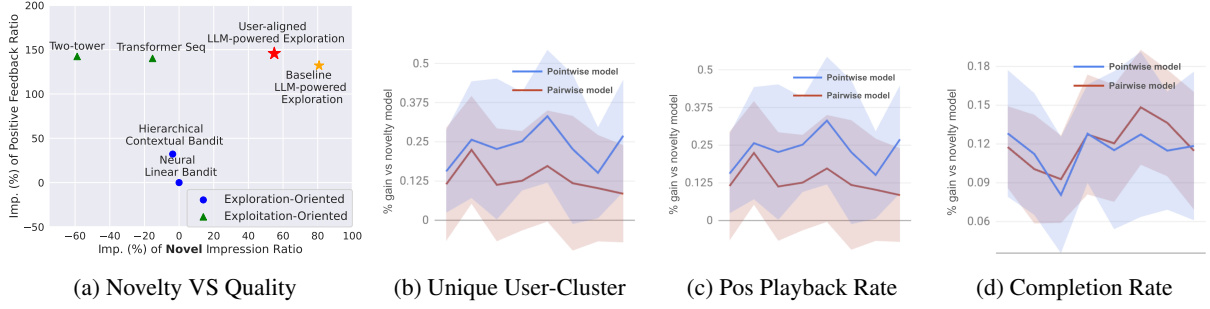 200
150
100
50
0
−50
−60
−40
−20
0
20
40
60
80
100
Imp. (%) of Positive Feedback Ratio
Imp. (%) of Novel Impression Ratio
Two-tower
Transformer Seq
User-aligned
LLM-powered Exploration
Baseline
LLM-powered
Exploration
Hierarchical
Contextual Bandit
Neural
Linear Bandit
Exploration-Oriented
Exploitation-Oriented
(a) Novelty VS Quality
% gain vs novelty model
0.5
0.375
0.25
0.125
0
Pointwise model
Pairwise model
(b) Unique User-Cluster
% gain vs novelty model
0.5
0.375
0.25
0.125
0
Pointwise model
Pairwise model
(c) Pos Playback Rate
% gain vs novelty model
0.18
0.15
0.12
0.09
0.06
Pointwise model
Pairwise model
(d) Completion Rate